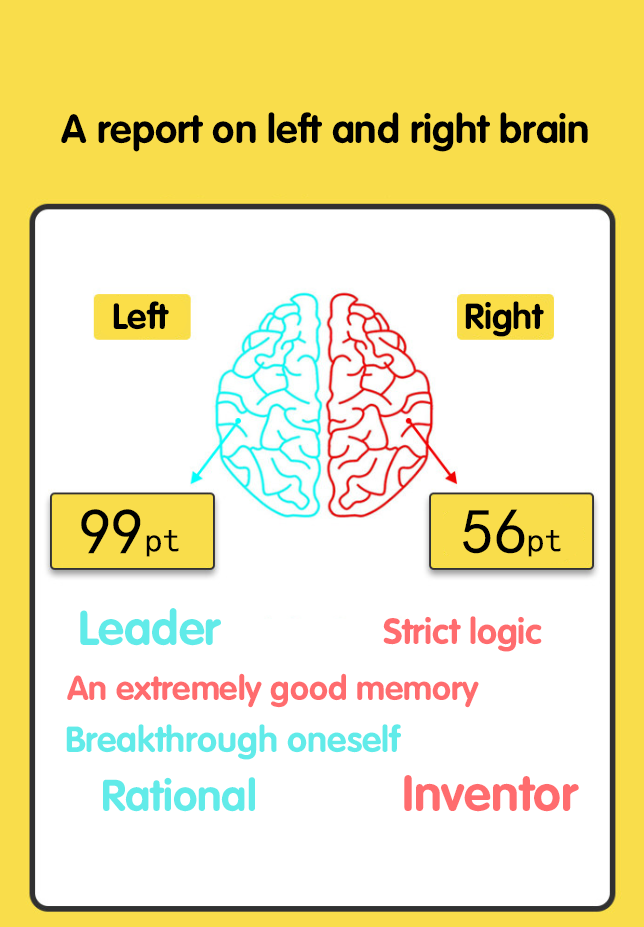 A report on left and right brain
Left
Right
99pt
56pt
Leader
Strict logic
An extremely good memory
Breakthrough oneself
Rational
Inventor